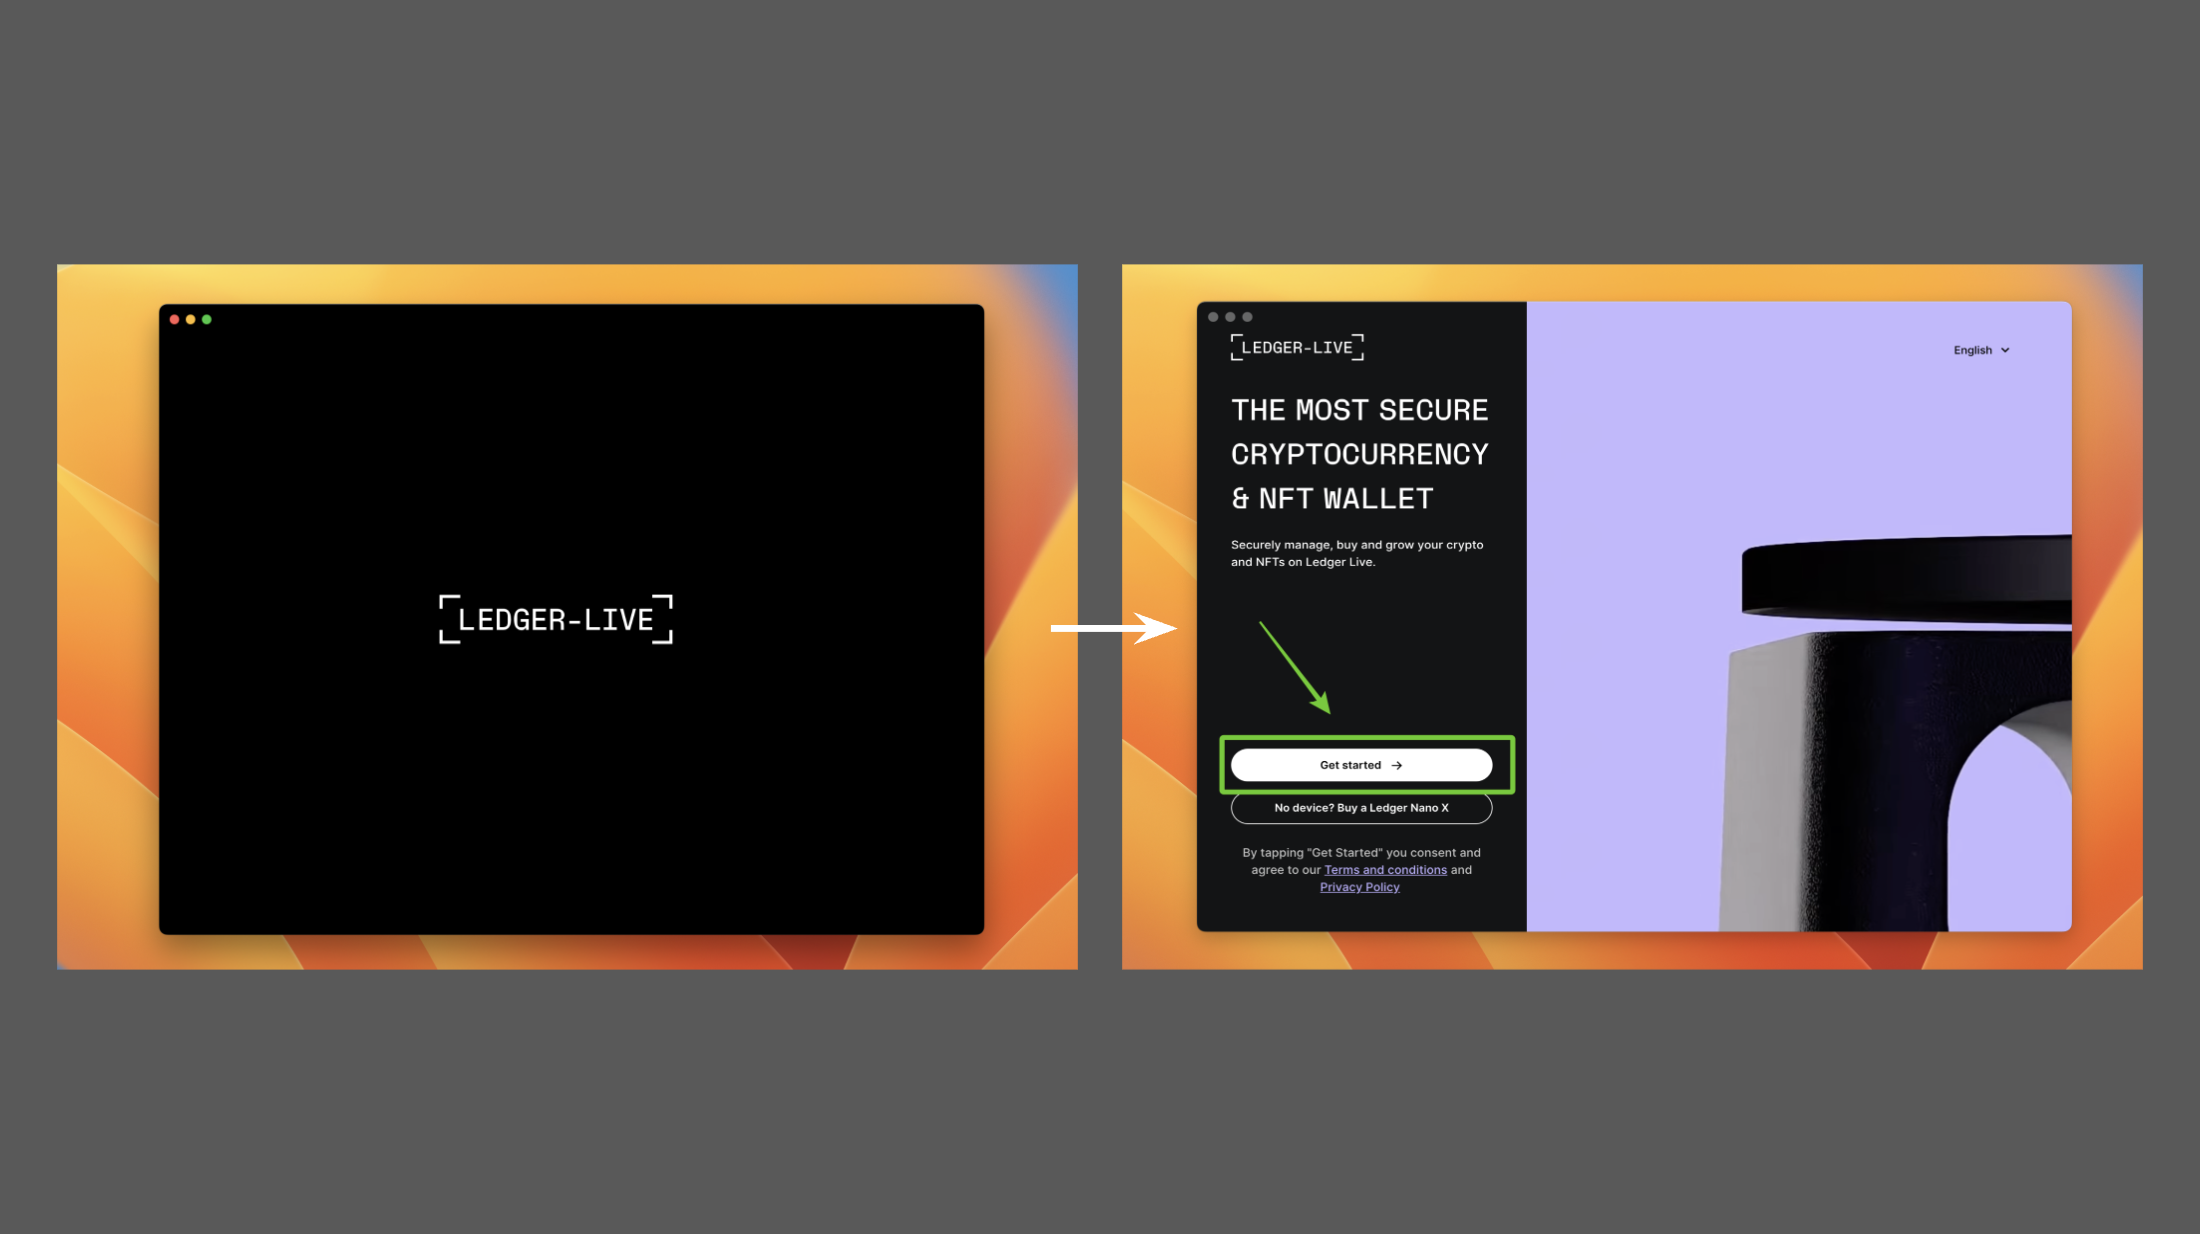 LEDGER-LIVE
LEDGER-LIVE
English
THE MOST SECURE
CRYPTOCURRENCY
& NFT WALLET
Securely manage, buy and grow your crypto
and NFTs on Ledger Live.
Get started →
No device? Buy a Ledger Nano X
By tapping "Get Started" you consent and
agree to our Terms and conditions and
Privacy Policy